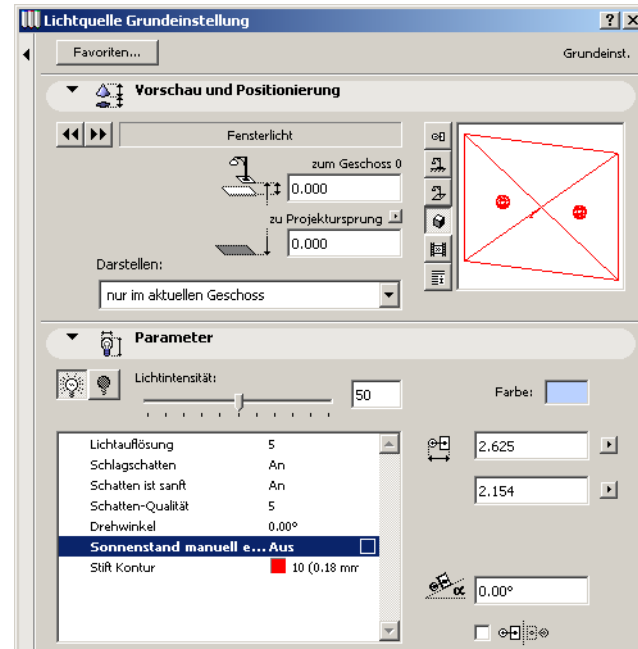 Lichtquelle Grundeinstellung
Favoriten...
Grundeinst.
Vorschau und Positionierung
Fensterlicht
zum Geschoss 0
0.000
zu Projektursprung
0.000
Darstellen:
nur im aktuellen Geschoss
Parameter
Lichtintensität:
50
Farbe:
Lichtauflösung 5
Schlagschatten An
Schatten ist sanft An
Schatten-Qualität 5
Drehwinkel 0.00°
Sonnenstand manuell e... Aus
Stift Kontur 10 (0.18 mm
2.625
2.154
α 0.00°